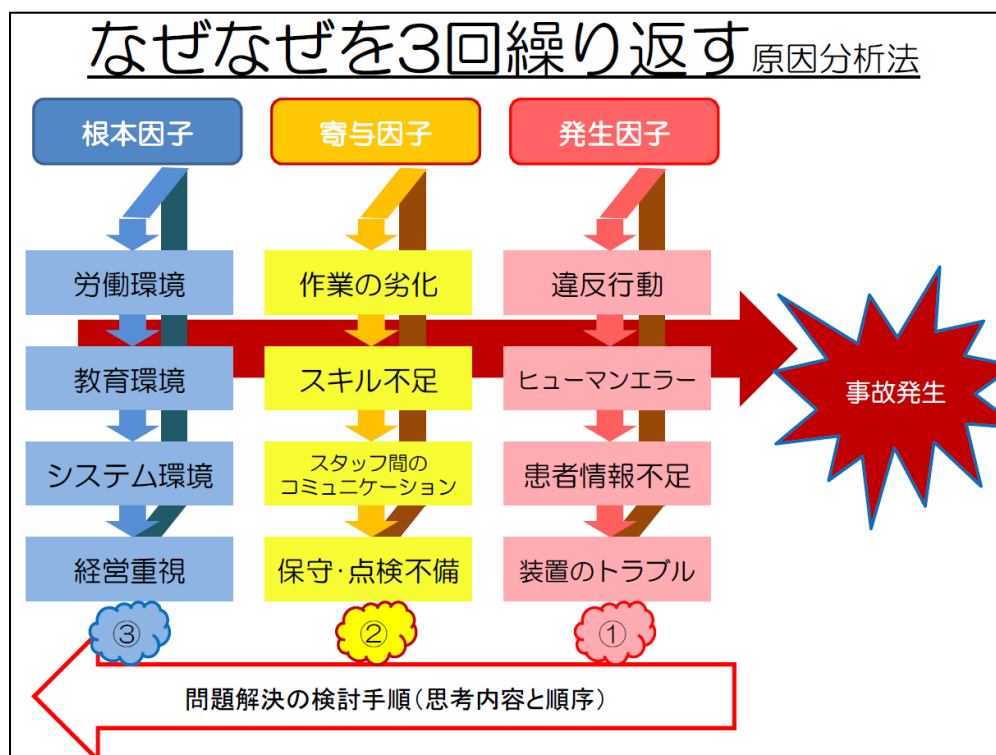 なぜなぜを3回繰り返す原因分析法
根本因子
寄与因子
発生因子
労働環境
作業の劣化
違反行動
教育環境
スキル不足
ヒューマンエラー
事故発生
システム環境
スタッフ間の
コミュニケーション
患者情報不足
経営重視
保守・点検不備
装置のトラブル
③
②
①
問題解決の検討手順(思考内容と順序)